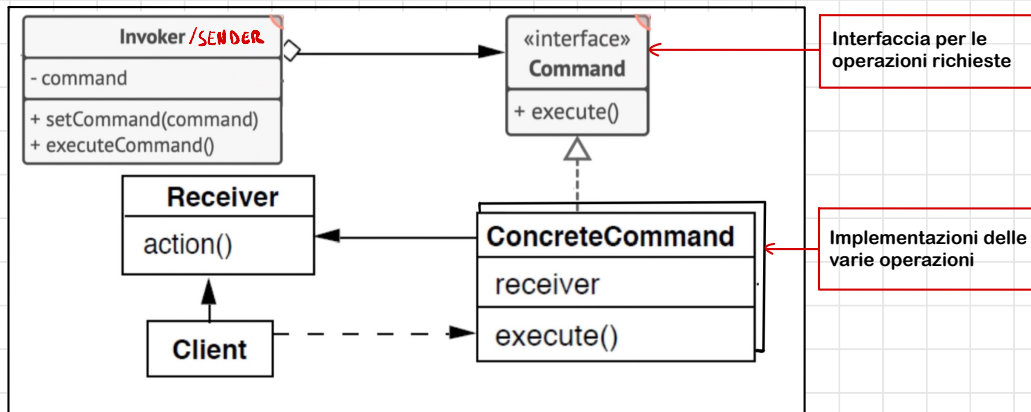 Invoker /SENDER
- command
+ setCommand(command)
+ executeCommand()
«interface»
Command
+ execute()
Interfaccia per le
operazioni richieste
Receiver
action()
ConcreteCommand
receiver
execute()
Implementazioni delle
varie operazioni
Client